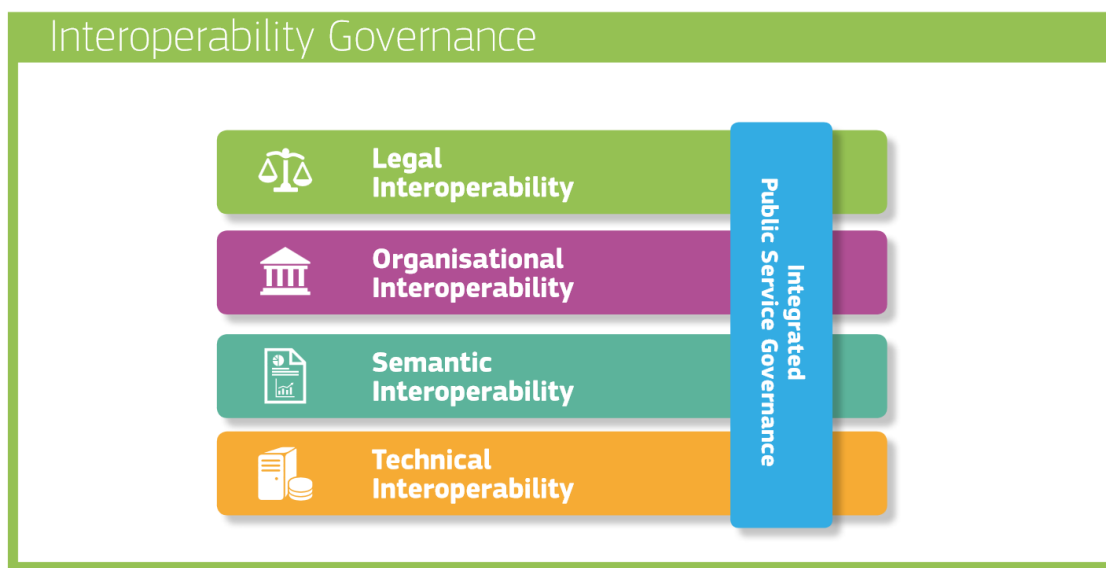 Interoperability Governance
Legal
Interoperability
Organisational
Interoperability
Semantic
Interoperability
Technical
Interoperability
Integrated
Public Service Governance